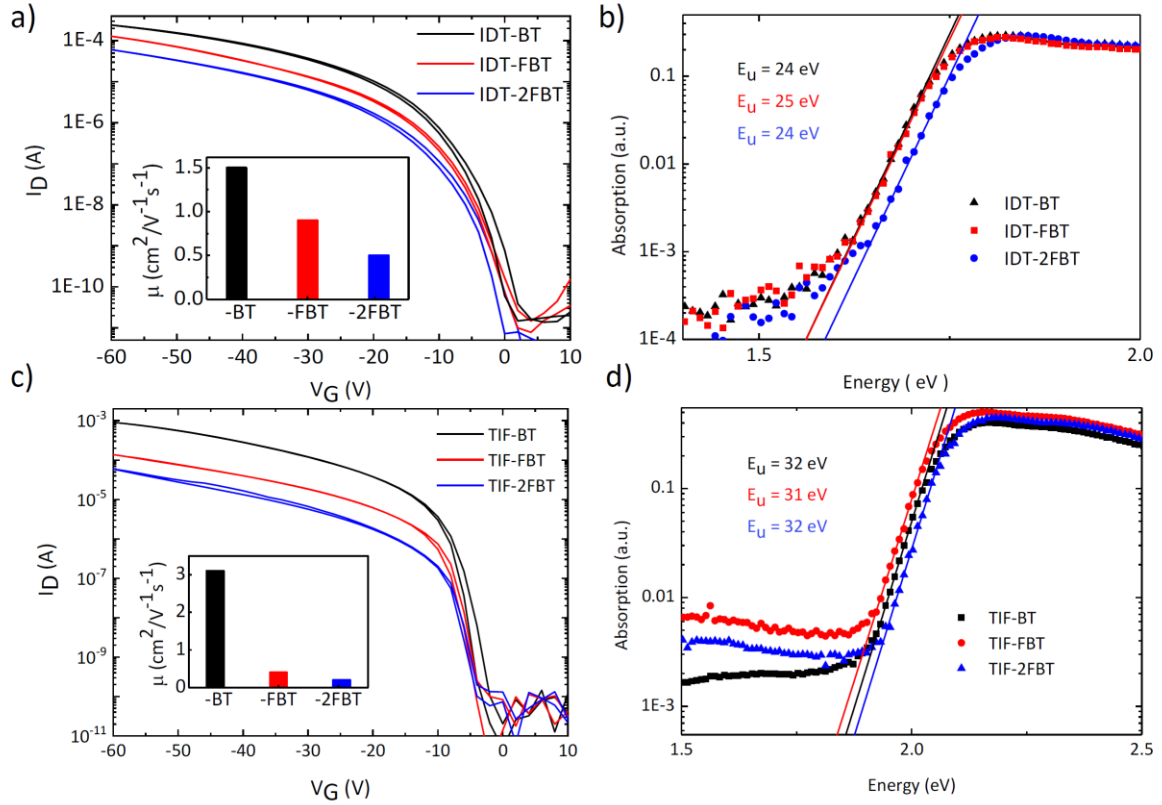 a)
I_D (A)
1E-4
1E-6
1E-8
1E-10
IDT-BT
IDT-FBT
IDT-2FBT
μ (cm²/V⁻¹s⁻¹)
1.5
1.0
0.5
0.0
-BT -FBT -2FBT
-60 -50 -40 -30 -20 -10 0 10
V_G (V)
b)
Absorption (a.u.)
0.1
0.01
1E-3
1E-4
E_u = 24 eV
E_u = 25 eV
E_u = 24 eV
IDT-BT
IDT-FBT
IDT-2FBT
1.5 2.0
Energy ( eV )
c)
I_D (A)
10⁻³
10⁻⁵
10⁻⁷
10⁻⁹
10⁻¹¹
TIF-BT
TIF-FBT
TIF-2FBT
μ (cm²/V⁻¹s⁻¹)
3
2
1
0
-BT -FBT -2FBT
-60 -50 -40 -30 -20 -10 0 10
V_G (V)
d)
Absorption (a.u.)
0.1
0.01
1E-3
E_u = 32 eV
E_u = 31 eV
E_u = 32 eV
TIF-BT
TIF-FBT
TIF-2FBT
1.5 2.0 2.5
Energy (eV)